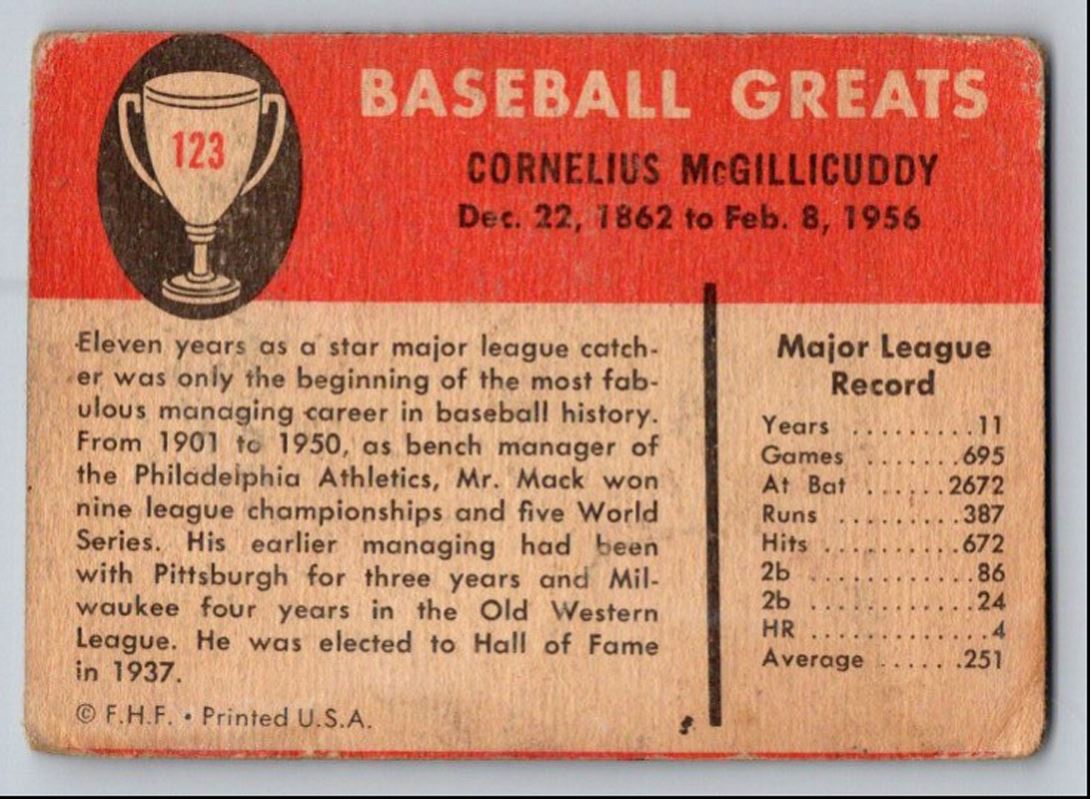 123
BASEBALL GREATS
CORNELIUS McGILLICUDDY
Dec. 22, 1862 to Feb. 8, 1956
Eleven years as a star major league catch-
er was only the beginning of the most fab-
ulous managing career in baseball history.
From 1901 to 1950, as bench manager of
the Philadelphia Athletics, Mr. Mack won
nine league championships and five World
Series. His earlier managing had been
with Pittsburgh for three years and Mil-
waukee four years in the Old Western
League. He was elected to Hall of Fame
in 1937.
© F.H.F. • Printed U.S.A.
Major League
Record
Years .........11
Games .......695
At Bat ......2672
Runs .........387
Hits ..........672
2b ............86
2b ............24
HR .............4
Average ......251